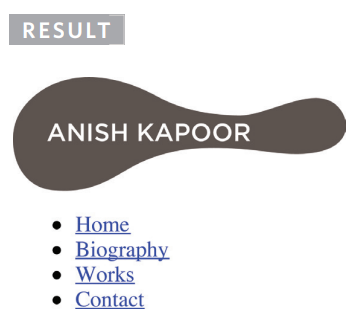 RESULT
ANISH KAPOOR
Home
Biography
Works
Contact